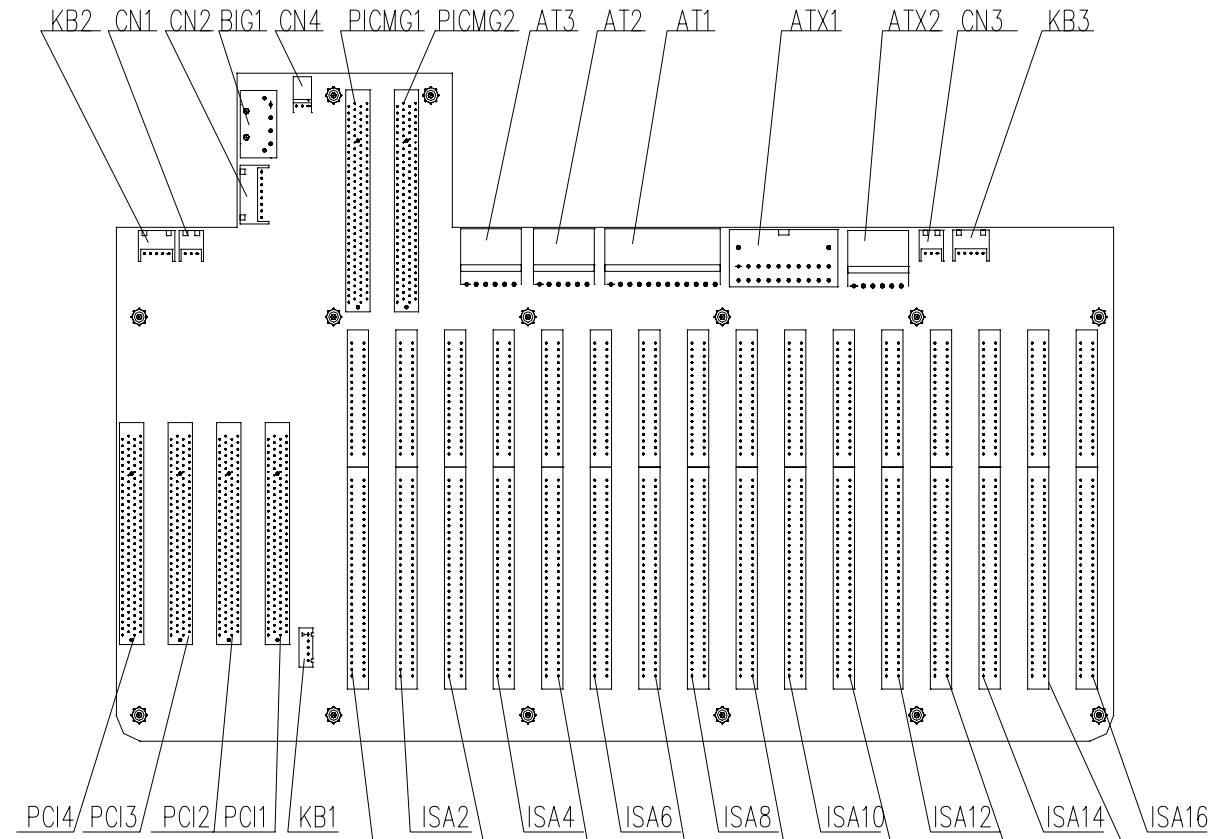 KB2 CN1 CN2 BIG1 CN4 PICMG1 PICMG2 AT3 AT2 AT1 ATX1 ATX2 CN3 KB3
PCI4 PCI3 PCI2 PCI1 KB1 ISA2 ISA4 ISA6 ISA8 ISA10 ISA12 ISA14 ISA16